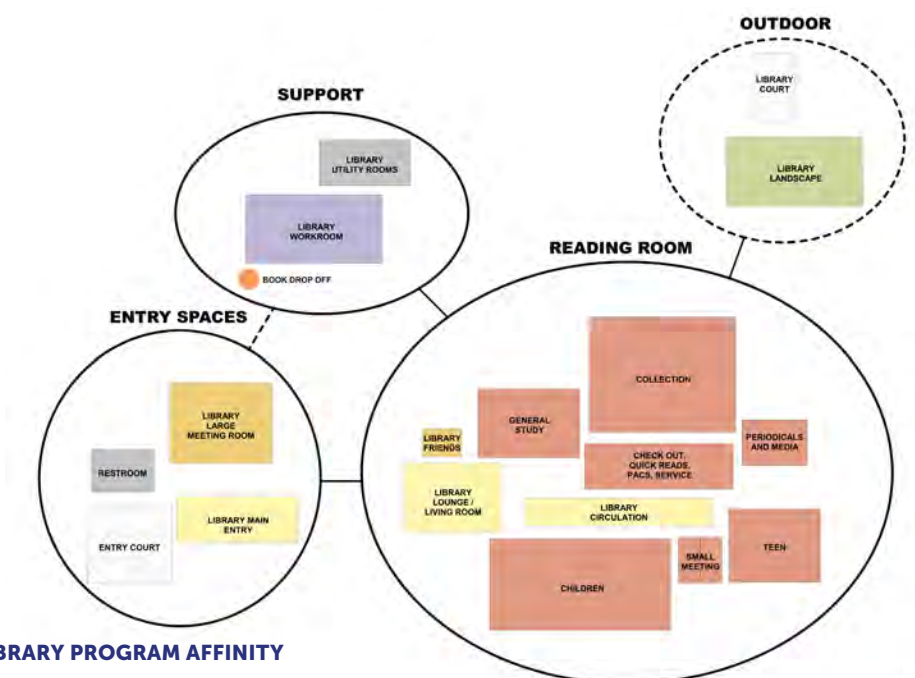 OUTDOOR
LIBRARY
COURT
LIBRARY
LANDSCAPE
SUPPORT
LIBRARY
UTILITY ROOMS
LIBRARY
WORKROOM
BOOK DROP OFF
READING ROOM
COLLECTION
GENERAL
STUDY
LIBRARY
FRIENDS
PERIODICALS
AND MEDIA
CHECK OUT,
QUICK READS,
PACS, SERVICE
LIBRARY
LOUNGE /
LIVING ROOM
LIBRARY
CIRCULATION
SMALL
MEETING
TEEN
CHILDREN
ENTRY SPACES
LIBRARY
LARGE
MEETING ROOM
RESTROOM
LIBRARY MAIN
ENTRY
ENTRY COURT
BRARY PROGRAM AFFINITY